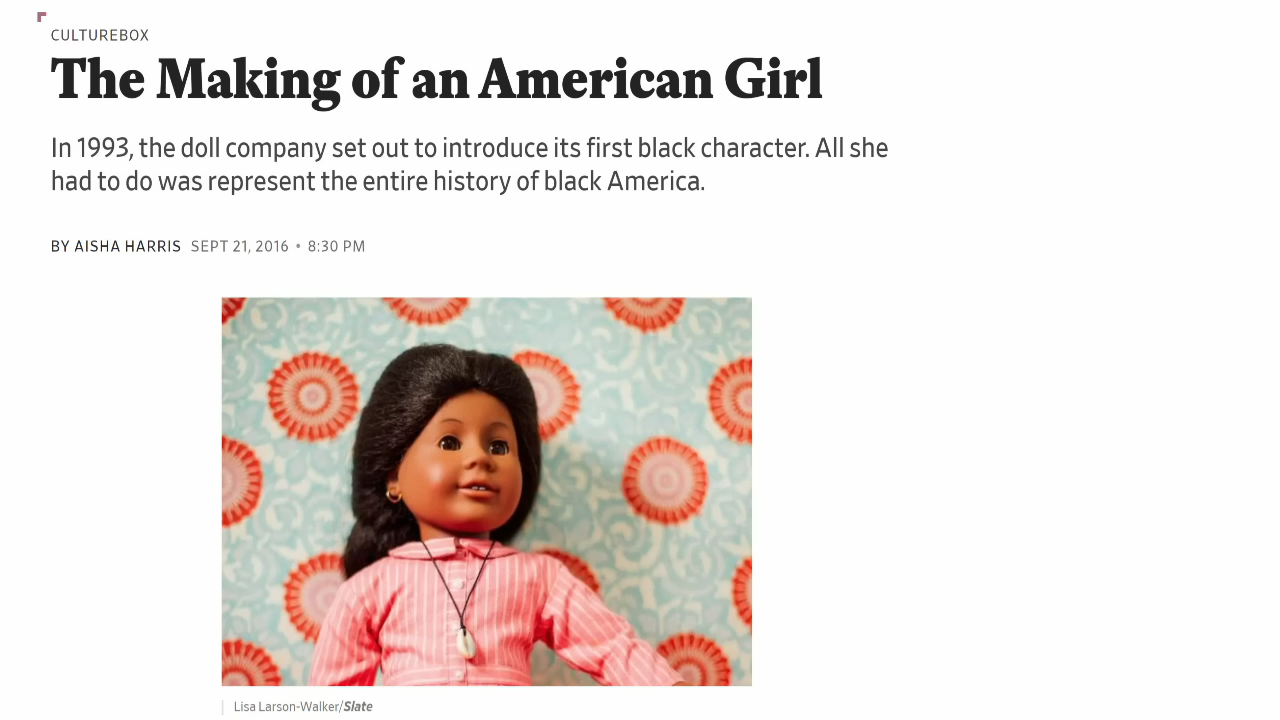 CULTUREBOX
The Making of an American Girl
In 1993, the doll company set out to introduce its first black character. All she
had to do was represent the entire history of black America.
BY AISHA HARRIS SEPT 21, 2016 • 8:30 PM
Lisa Larson-Walker/Slate